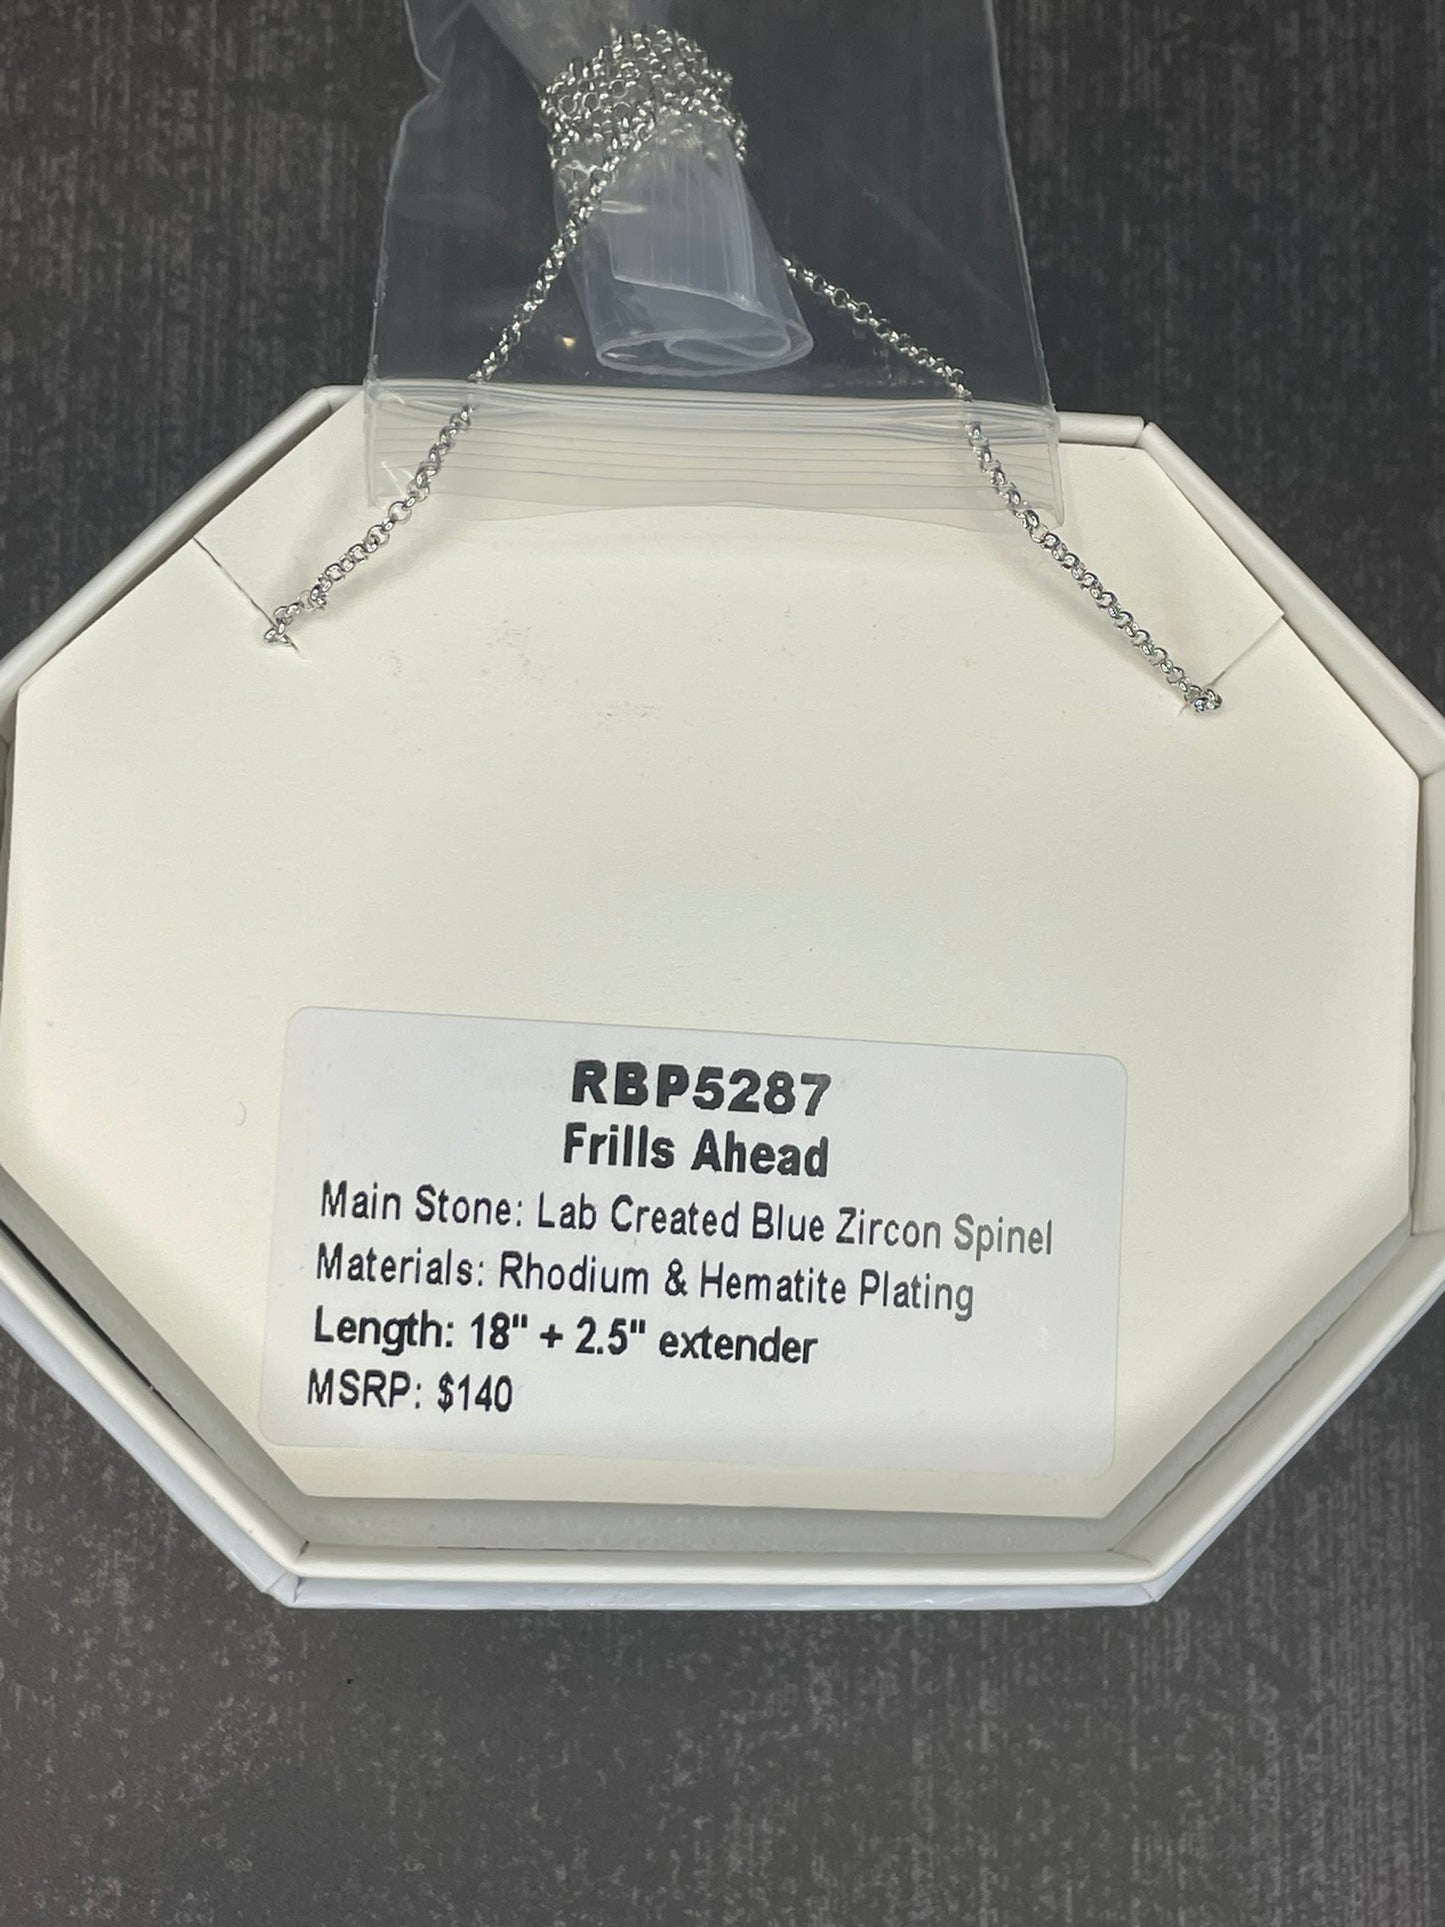 RBP5287
Frills Ahead
Main Stone: Lab Created Blue Zircon Spinel
Materials: Rhodium & Hematite Plating
Length: 18" + 2.5" extender
MSRP: $140